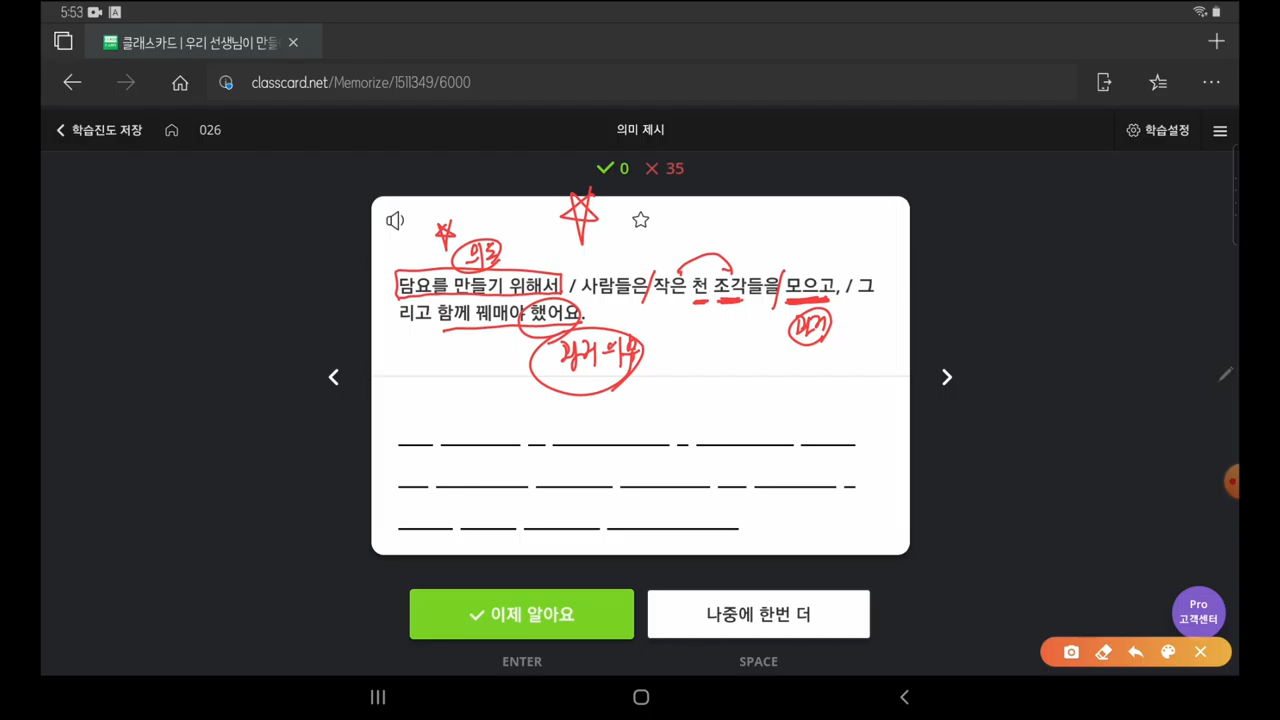 5:53
클래스카드 | 우리 선생님이 만들
classcard.net/Memorize/1511349/6000
학습진도 저장 026 의미 제시 학습설정
0 35
의도
담요를 만들기 위해서 / 사람들은 작은 천 조각들을 모으고, / 그
리고 함께 꿰매야 했어요.
과거 의무
이제 알아요 나중에 한번 더
ENTER SPACE
Pro
고객센터